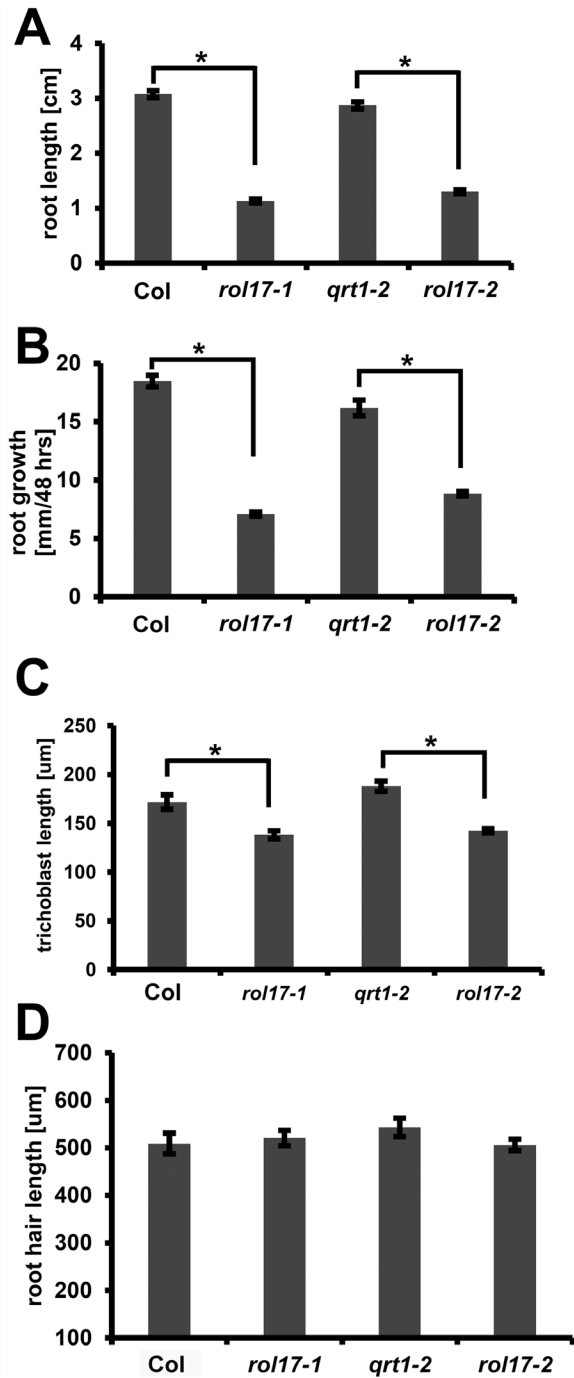 A
root length [cm]
4
3
2
1
0
*
*
Col rol17-1 qrt1-2 rol17-2
B
root growth
[mm/48 hrs]
20
15
10
5
0
*
*
Col rol17-1 qrt1-2 rol17-2
C
trichoblast length [um]
250
200
150
100
50
0
*
*
Col rol17-1 qrt1-2 rol17-2
D
root hair length [um]
700
600
500
400
300
200
100
Col rol17-1 qrt1-2 rol17-2